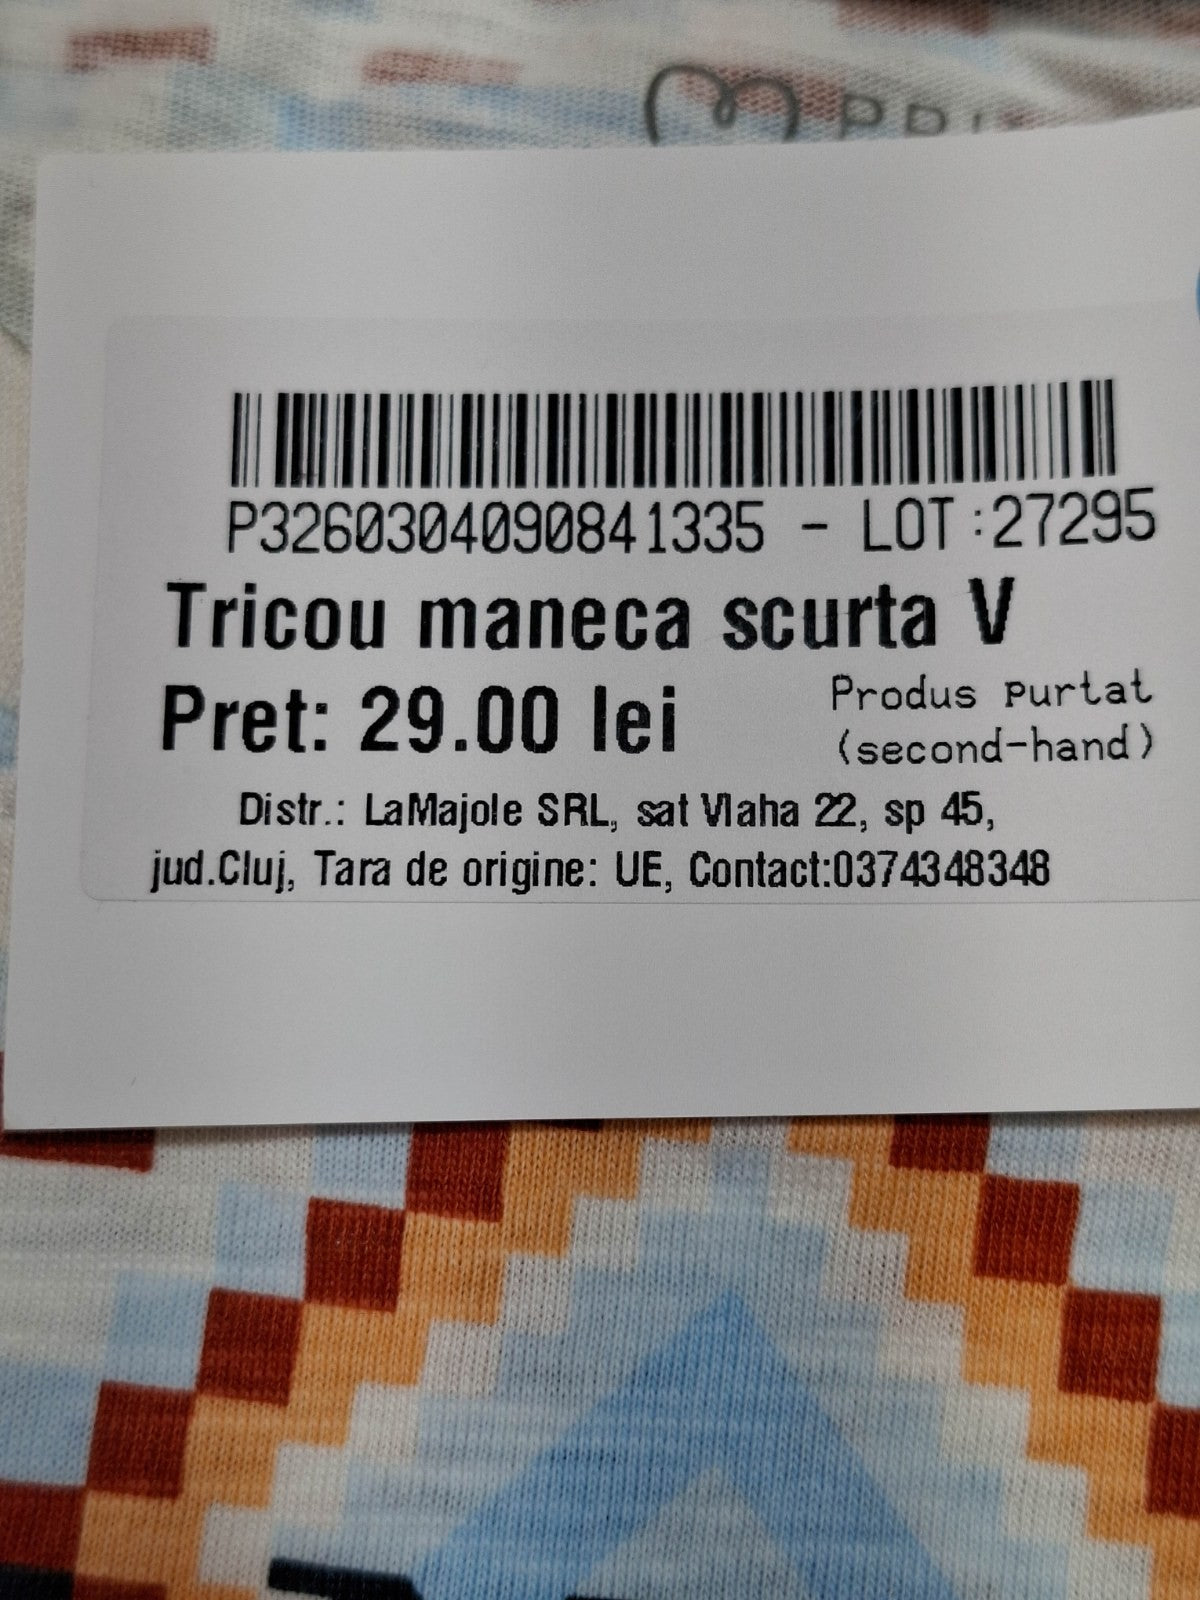 P3260304090841335 - LOT:27295
Tricou maneca scurta V
Pret: 29.00 lei
Produs purtat
(second-hand)
Distr.: LaMajole SRL, sat Vlaha 22, sp 45,
jud.Cluj, Tara de origine: UE, Contact:0374348348